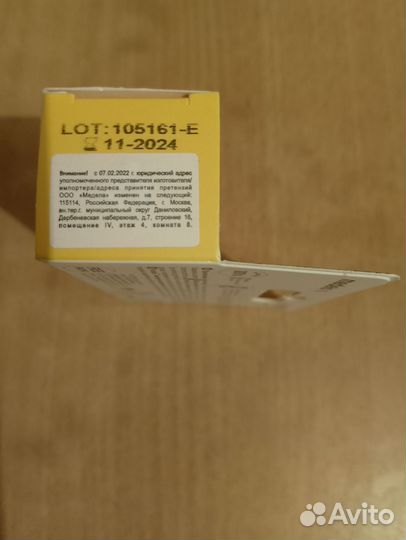 LOT: 105161-E
11-2024
Внимание! с 07.02.2022 г. юридический адрес
уполномоченного представителя изготовителя/
импортера/адреса принятия претензий
ООО «Медела» изменен на следующий:
115114, Российская Федерация, г. Москва,
вн.тер.г. муниципальный округ Даниловский,
Дербеневская набережная, д.7, строение 16,
помещение IV, этаж 4, комната 8.
Avito